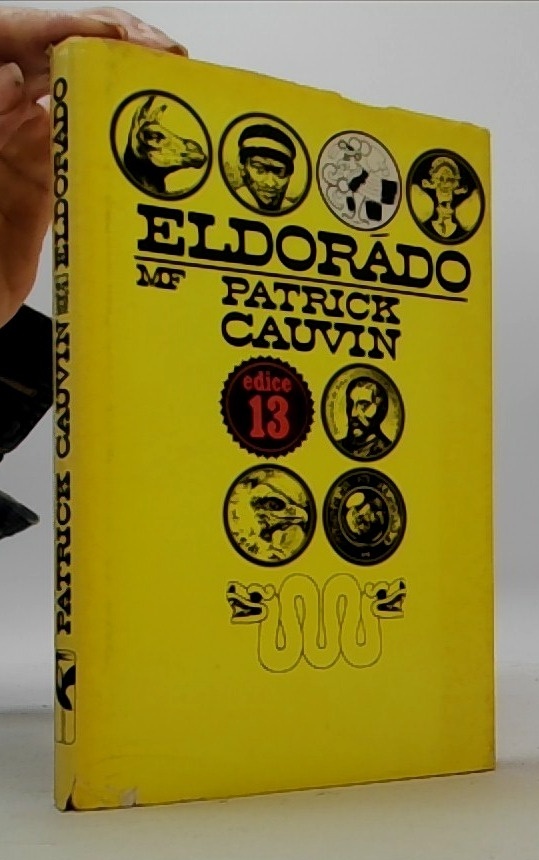 ELDORÁDO
MF PATRICK
CAUVIN
edice
13
PATRICK CAUVIN ELDORÁDO